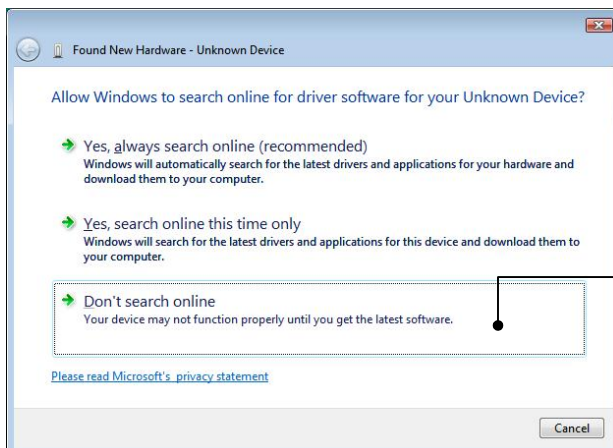 Found New Hardware - Unknown Device
Allow Windows to search online for driver software for your Unknown Device?
Yes, always search online (recommended)
Windows will automatically search for the latest drivers and applications for your hardware and
download them to your computer.
Yes, search online this time only
Windows will search for the latest drivers and applications for this device and download them to
your computer.
Don't search online
Your device may not function properly until you get the latest software.
Please read Microsoft's privacy statement
Cancel